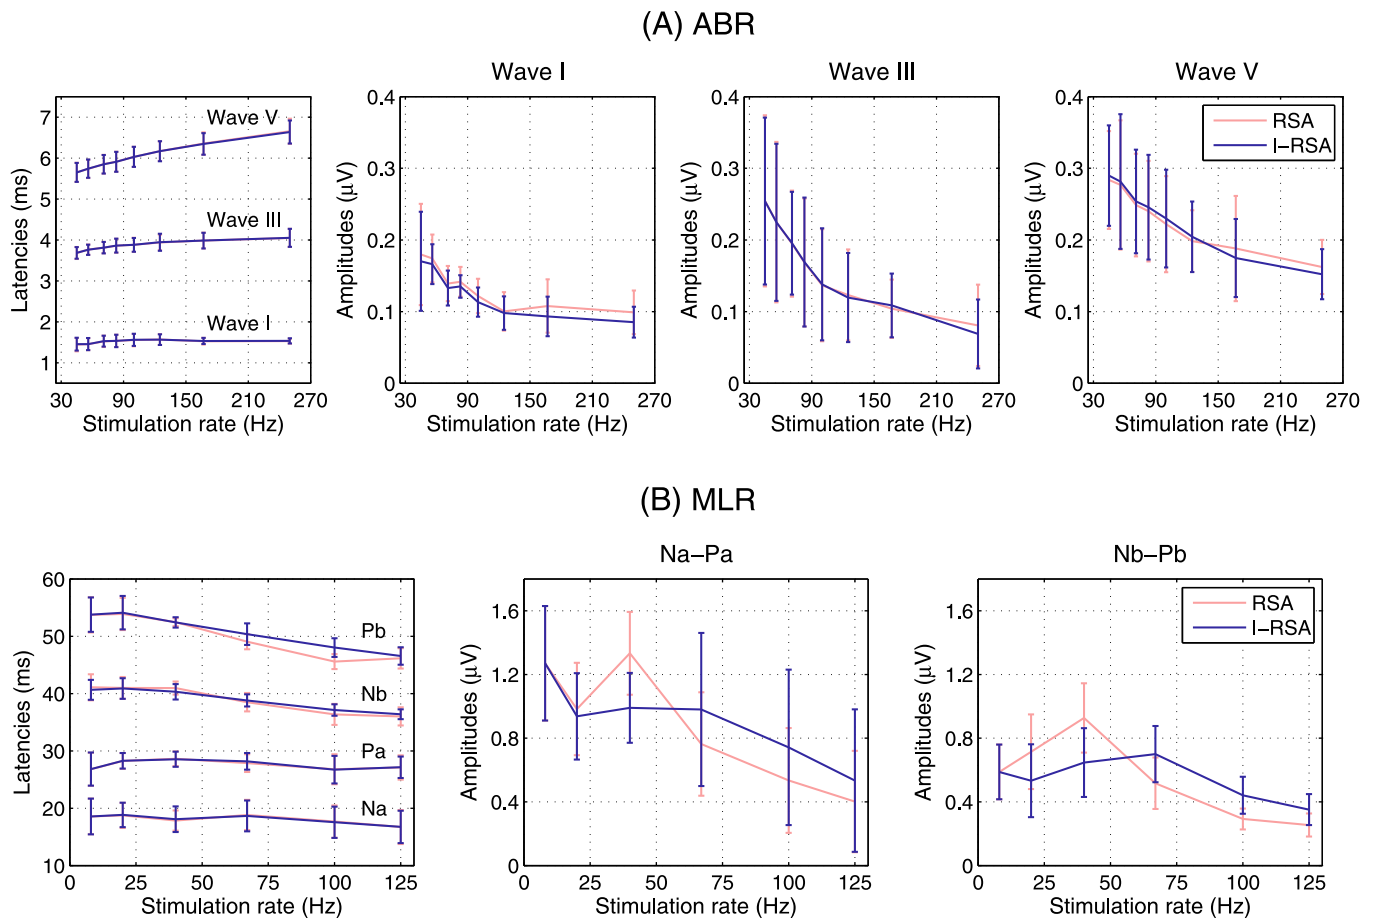 (A) ABR
Wave I
Wave III
Wave V
7
6
5
4
3
2
1
Latencies (ms)
Wave V
Wave III
Wave I
30 90 150 210 270
Stimulation rate (Hz)
0.4
0.3
0.2
0.1
0
Amplitudes (μV)
30 90 150 210 270
Stimulation rate (Hz)
0.4
0.3
0.2
0.1
0
Amplitudes (μV)
30 90 150 210 270
Stimulation rate (Hz)
0.4
0.3
0.2
0.1
0
Amplitudes (μV)
RSA
I-RSA
30 90 150 210 270
Stimulation rate (Hz)
(B) MLR
Na-Pa
Nb-Pb
60
50
40
30
20
10
Latencies (ms)
Pb
Nb
Pa
Na
0 25 50 75 100 125
Stimulation rate (Hz)
1.6
1.2
0.8
0.4
0
Amplitudes (μV)
0 25 50 75 100 125
Stimulation rate (Hz)
1.6
1.2
0.8
0.4
0
Amplitudes (μV)
RSA
I-RSA
0 25 50 75 100 125
Stimulation rate (Hz)